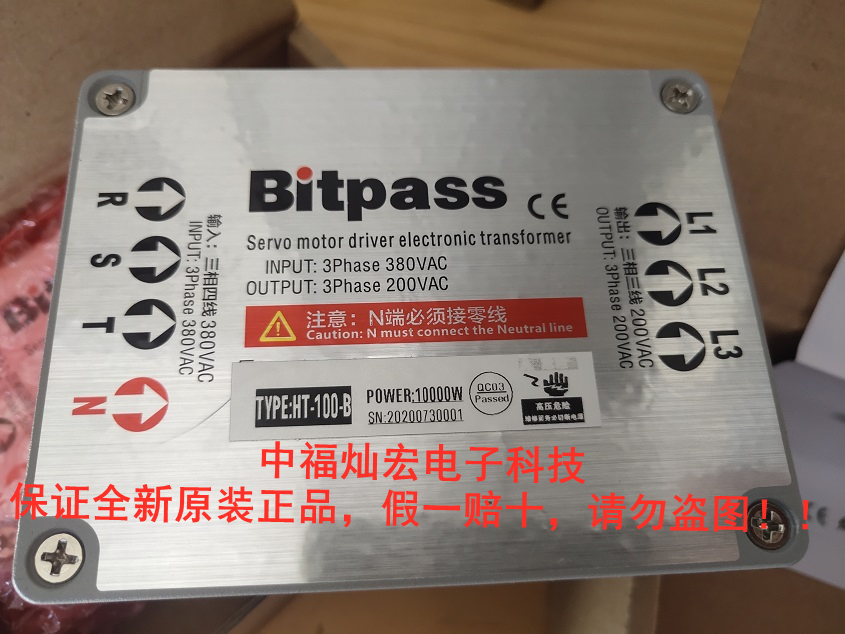 Bitpass CE
Servo motor driver electronic transformer
INPUT: 3Phase 380VAC
OUTPUT: 3Phase 200VAC
注意：N端必须接零线
Caution: N must connect the Neutral line
TYPE:HT-100-B
POWER:10000W
SN:20200730001
QC03
Passed
高压危险
R
S
T
N
输入：三相四线 380VAC
INPUT: 3Phase 380VAC
输出：三相三线 200VAC
OUTPUT: 3Phase 200VAC
L1
L2
L3
中福灿宏电子科技
保证全新原装正品，假一赔十，请勿盗图！！